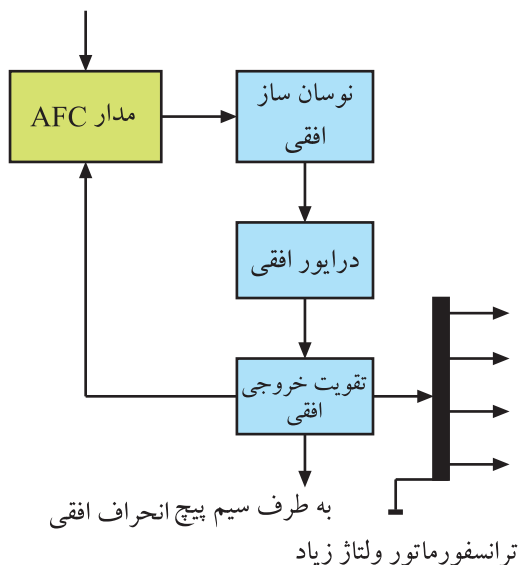 مدار AFC
نوسان ساز
افقی
درایور افقی
تقویت خروجی
افقی
به طرف سیم پیچ انحراف افقی
ترانسفورماتور ولتاژ زیاد